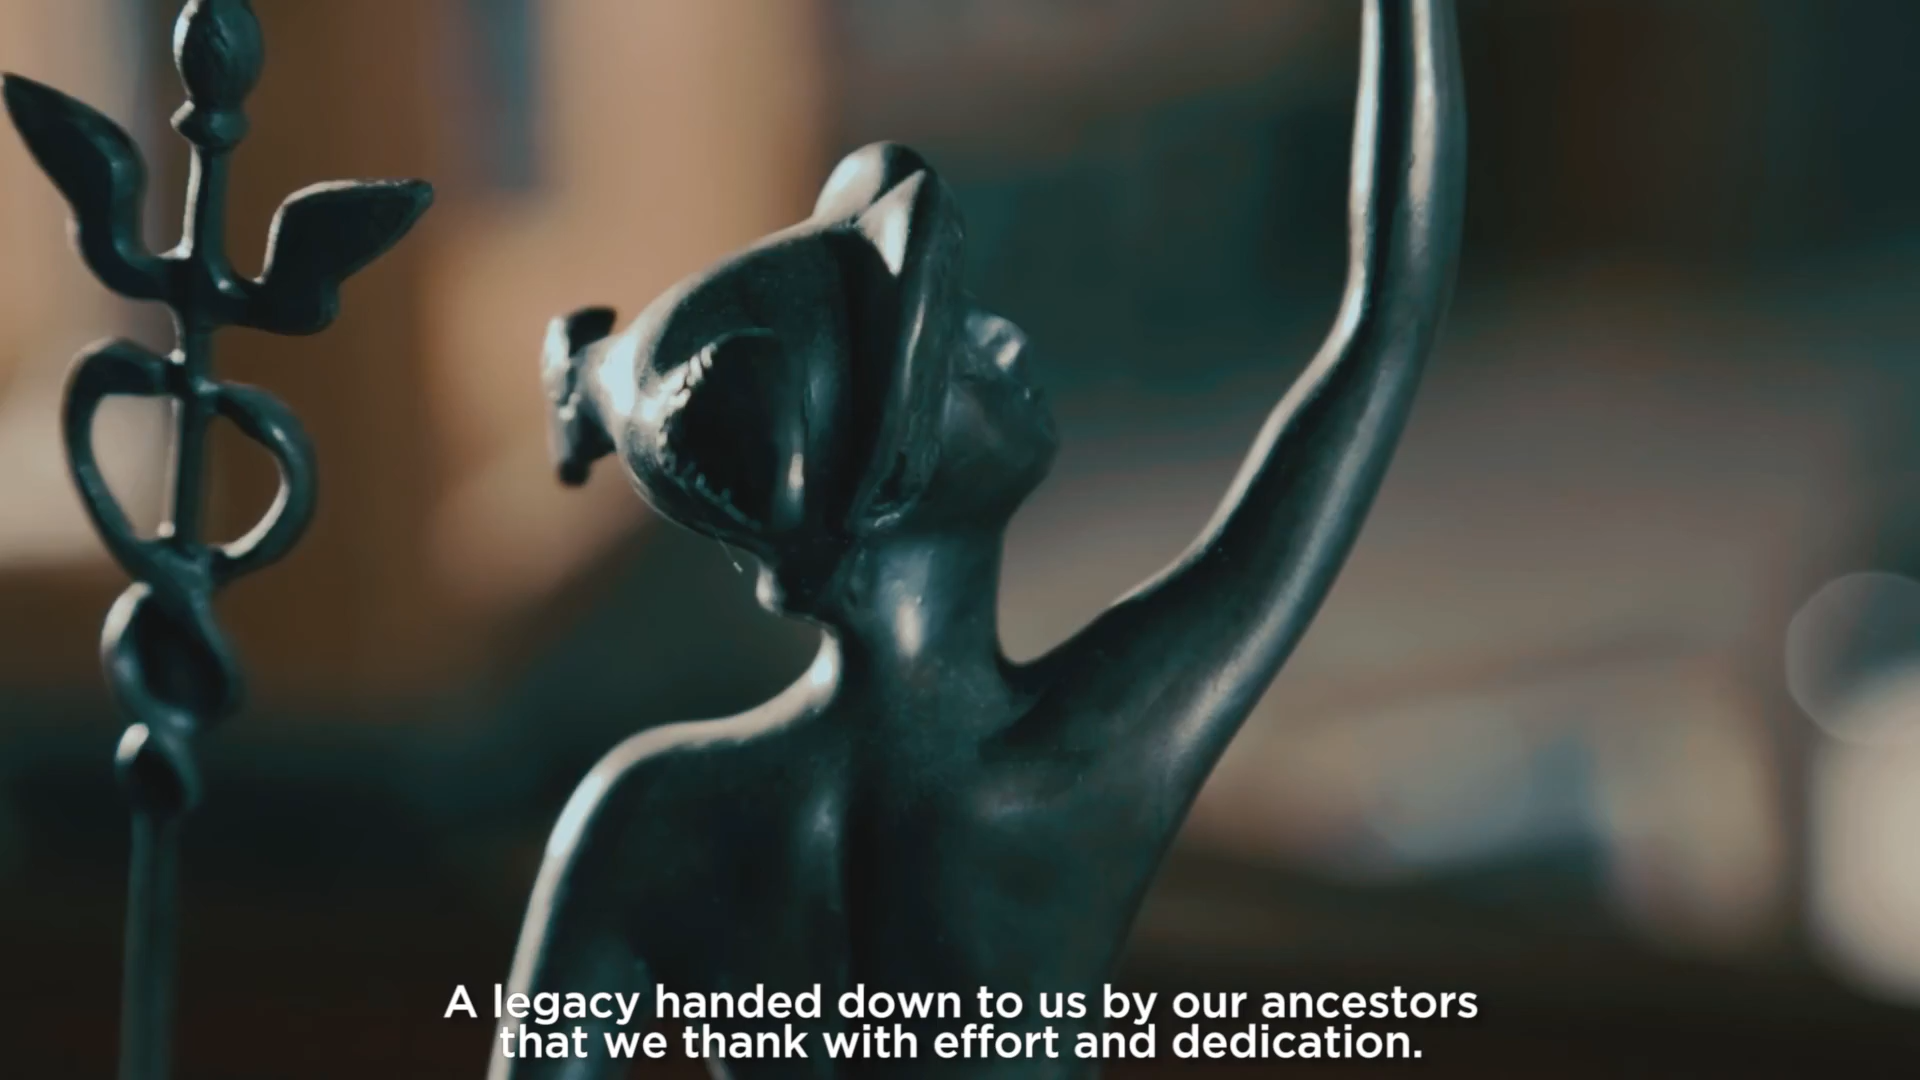 A legacy handed down to us by our ancestors
that we thank with effort and dedication.